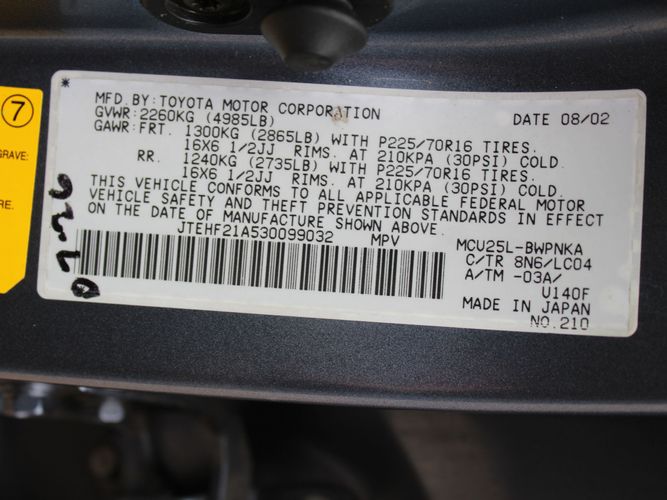 7
GRAVE:
RE.
*
MFD.BY:TOYOTA MOTOR CORPORATION DATE 08/02
GVWR:2260KG (4985LB)
GAWR:FRT. 1300KG (2865LB) WITH P225/70R16 TIRES.
16X6 1/2JJ RIMS. AT 210KPA (30PSI) COLD.
RR. 1240KG (2735LB) WITH P225/70R16 TIRES.
16X6 1/2JJ RIMS. AT 210KPA (30PSI) COLD.
THIS VEHICLE CONFORMS TO ALL APPLICABLE FEDERAL MOTOR
VEHICLE SAFETY AND THEFT PREVENTION STANDARDS IN EFFECT
ON THE DATE OF MANUFACTURE SHOWN ABOVE.
JTEHF21A530099032 MPV MCU25L-BWPNKA
C/TR 8N6/LC04
A/TM -03A/
U140F
MADE IN JAPAN
NO.210